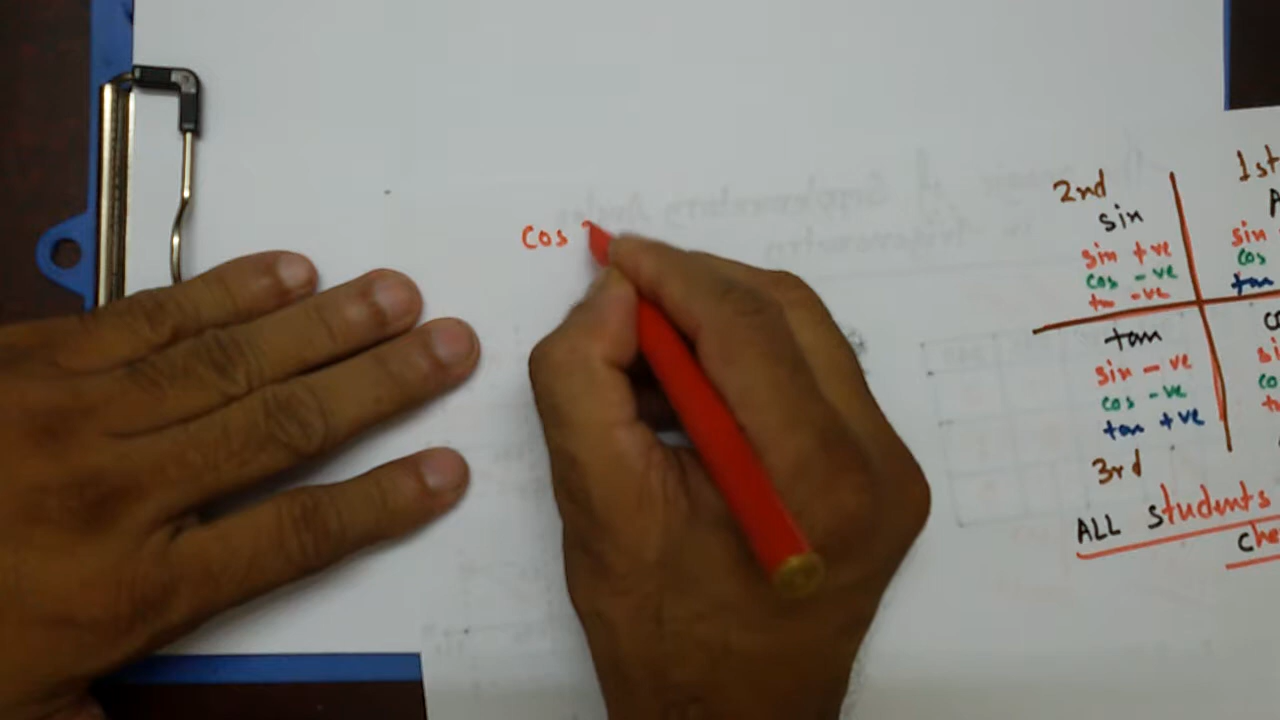 cos
2nd
sin
sin +ve
cos -ve
ta -ve
tan
sin - ve
cos -ve
tan +ve
3rd
1st
sin
cos
tan
ALL students